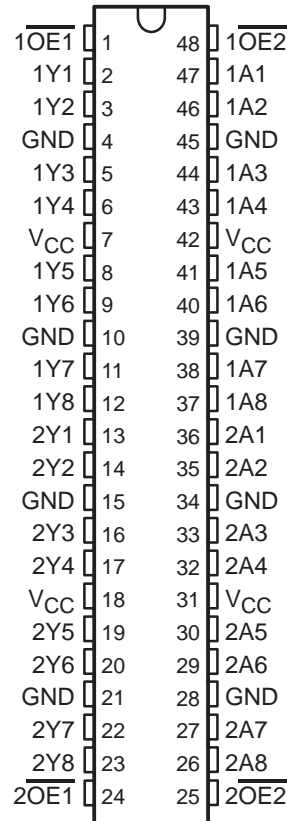 1OE1 1 48 1OE2
1Y1 2 47 1A1
1Y2 3 46 1A2
GND 4 45 GND
1Y3 5 44 1A3
1Y4 6 43 1A4
VCC 7 42 VCC
1Y5 8 41 1A5
1Y6 9 40 1A6
GND 10 39 GND
1Y7 11 38 1A7
1Y8 12 37 1A8
2Y1 13 36 2A1
2Y2 14 35 2A2
GND 15 34 GND
2Y3 16 33 2A3
2Y4 17 32 2A4
VCC 18 31 VCC
2Y5 19 30 2A5
2Y6 20 29 2A6
GND 21 28 GND
2Y7 22 27 2A7
2Y8 23 26 2A8
2OE1 24 25 2OE2